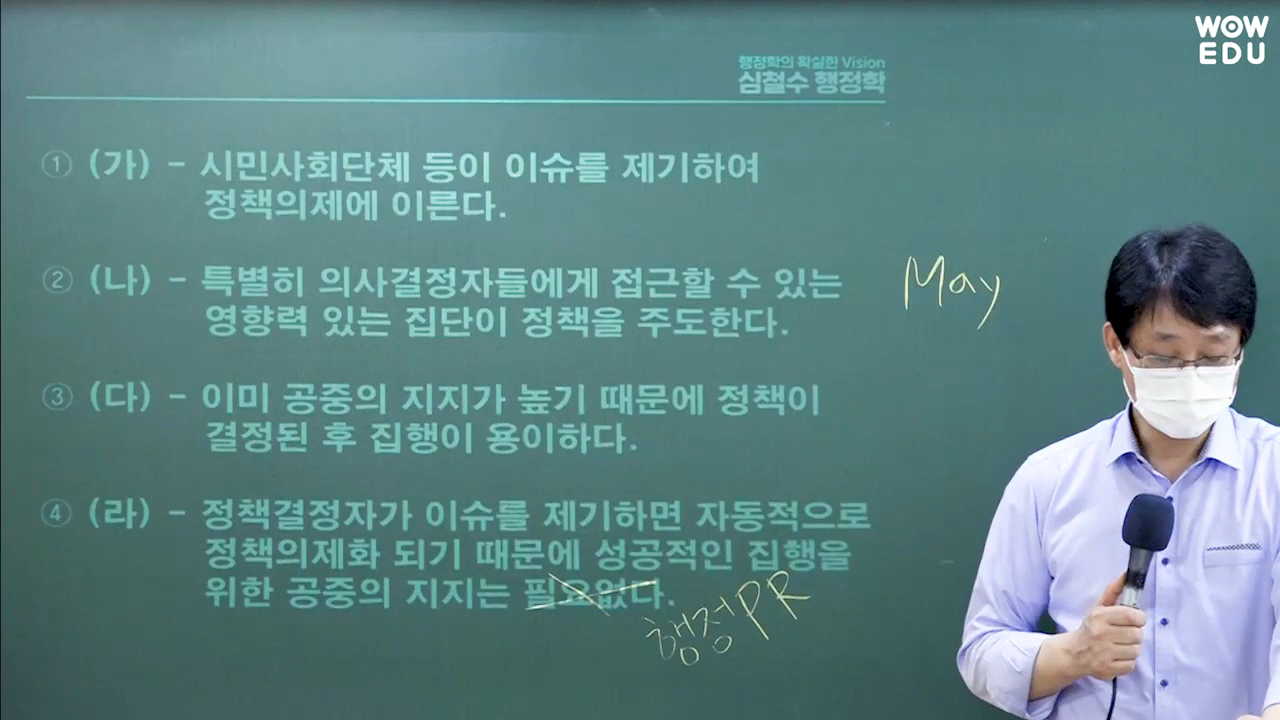 WOW
EDU
행정학의 확실한 Vision
심철수 행정학
① (가) - 시민사회단체 등이 이슈를 제기하여
정책의제에 이른다.
② (나) - 특별히 의사결정자들에게 접근할 수 있는
영향력 있는 집단이 정책을 주도한다.
May
③ (다) - 이미 공중의 지지가 높기 때문에 정책이
결정된 후 집행이 용이하다.
④ (라) - 정책결정자가 이슈를 제기하면 자동적으로
정책의제화 되기 때문에 성공적인 집행을
위한 공중의 지지는 필요없다.
행정PR